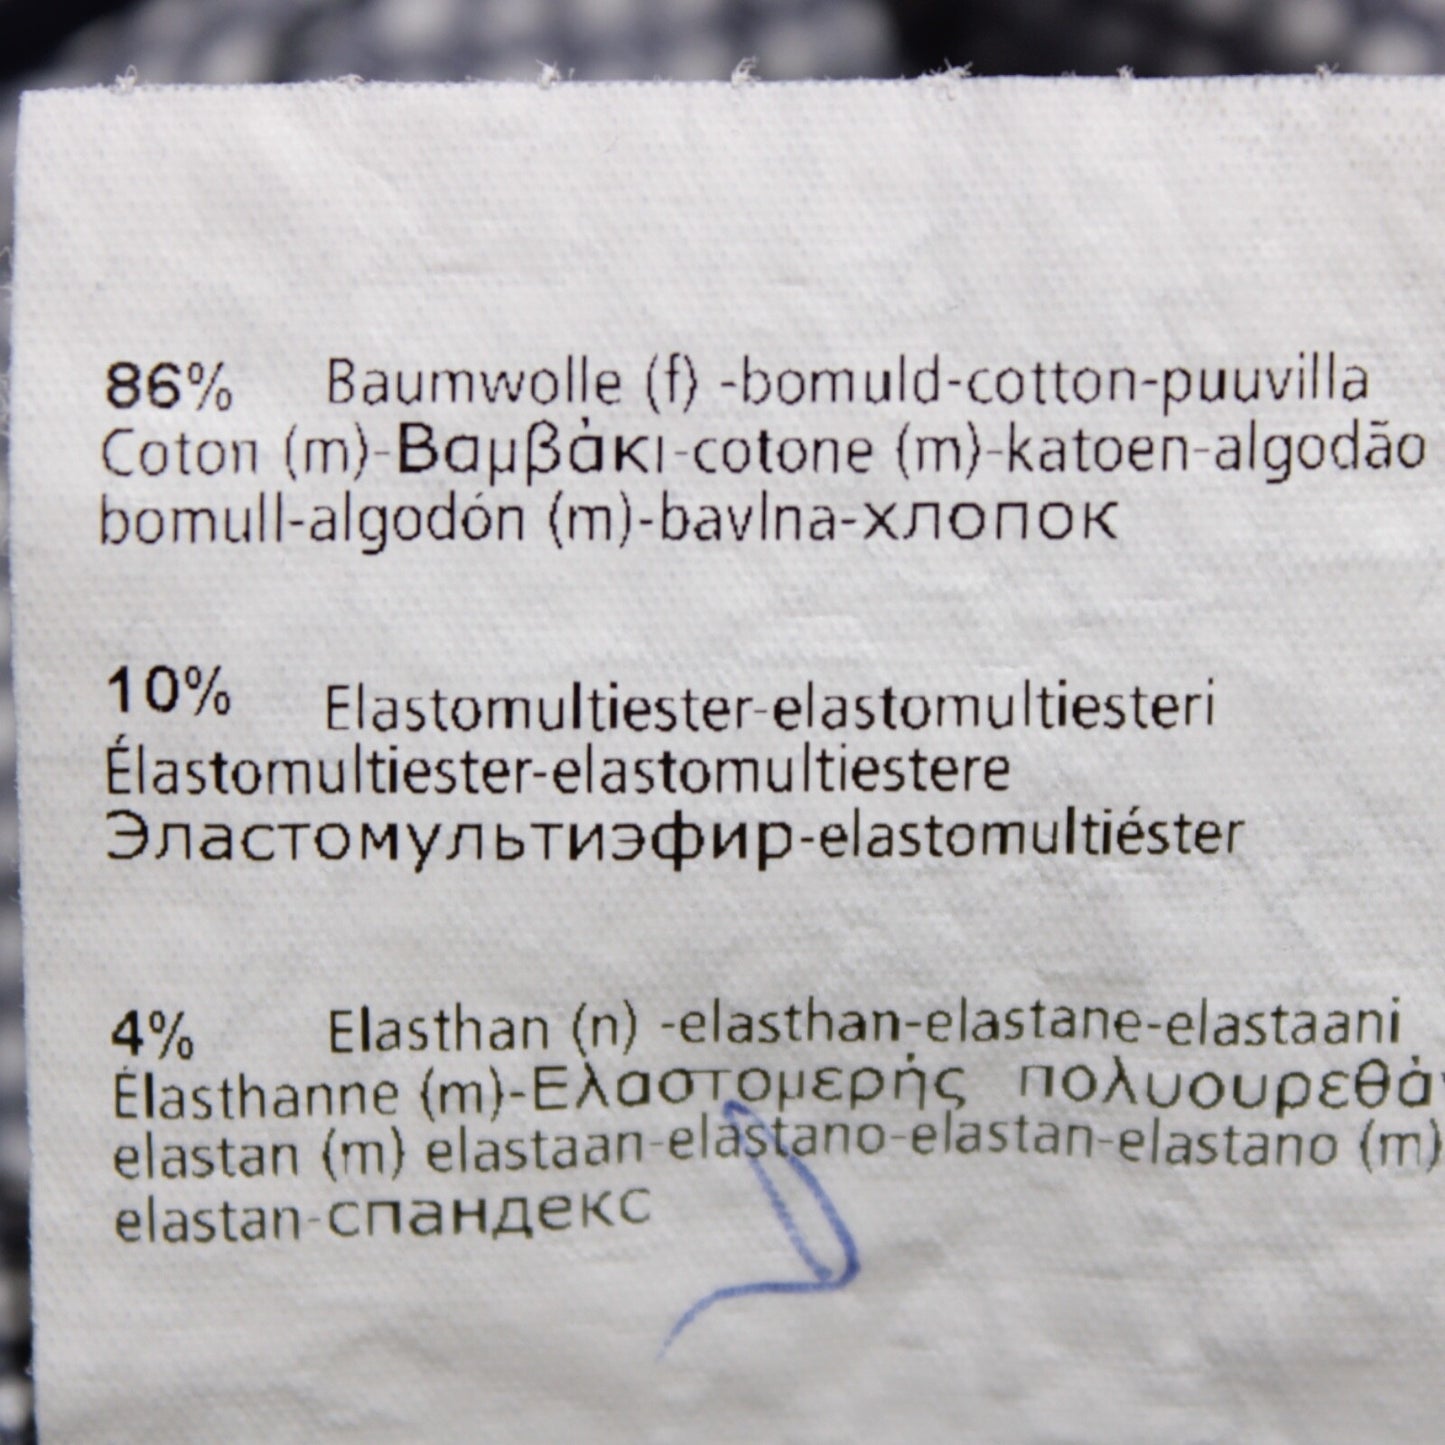 86% Baumwolle (f) -bomuld-cotton-puuvilla
Coton (m)-Βαμβάκι-cotone (m)-katoen-algodão
bomull-algodón (m)-bavlna-хлопок
10% Elastomultiester-elastomultiesteri
Élastomultiester-elastomultiestere
Эластомультиэфир-elastomultiéster
4% Elasthan (n) -elasthan-elastane-elastaani
Élasthanne (m)-Ελαστομερής
elastan (m) elastaan-elastano-elastan-elastano (m)
elastan-спандекс